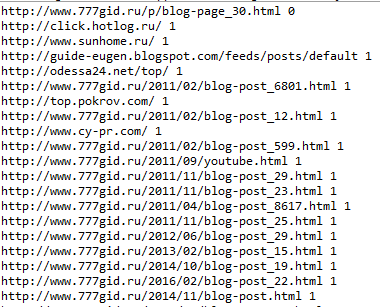 http://www.777gid.ru/p/blog-page_30.html 0
http://click.hotlog.ru/ 1
http://www.sunhome.ru/ 1
http://guide-eugen.blogspot.com/feeds/posts/default 1
http://odessa24.net/top/ 1
http://www.777gid.ru/2011/02/blog-post_6801.html 1
http://top.pokrov.com/ 1
http://www.777gid.ru/2011/02/blog-post_12.html 1
http://www.cy-pr.com/ 1
http://www.777gid.ru/2011/02/blog-post_599.html 1
http://www.777gid.ru/2011/09/youtube.html 1
http://www.777gid.ru/2011/11/blog-post_29.html 1
http://www.777gid.ru/2011/11/blog-post_23.html 1
http://www.777gid.ru/2011/04/blog-post_8617.html 1
http://www.777gid.ru/2011/11/blog-post_25.html 1
http://www.777gid.ru/2012/06/blog-post_29.html 1
http://www.777gid.ru/2013/02/blog-post_15.html 1
http://www.777gid.ru/2014/10/blog-post_19.html 1
http://www.777gid.ru/2016/02/blog-post_22.html 1
http://www.777gid.ru/2014/11/blog-post.html 1